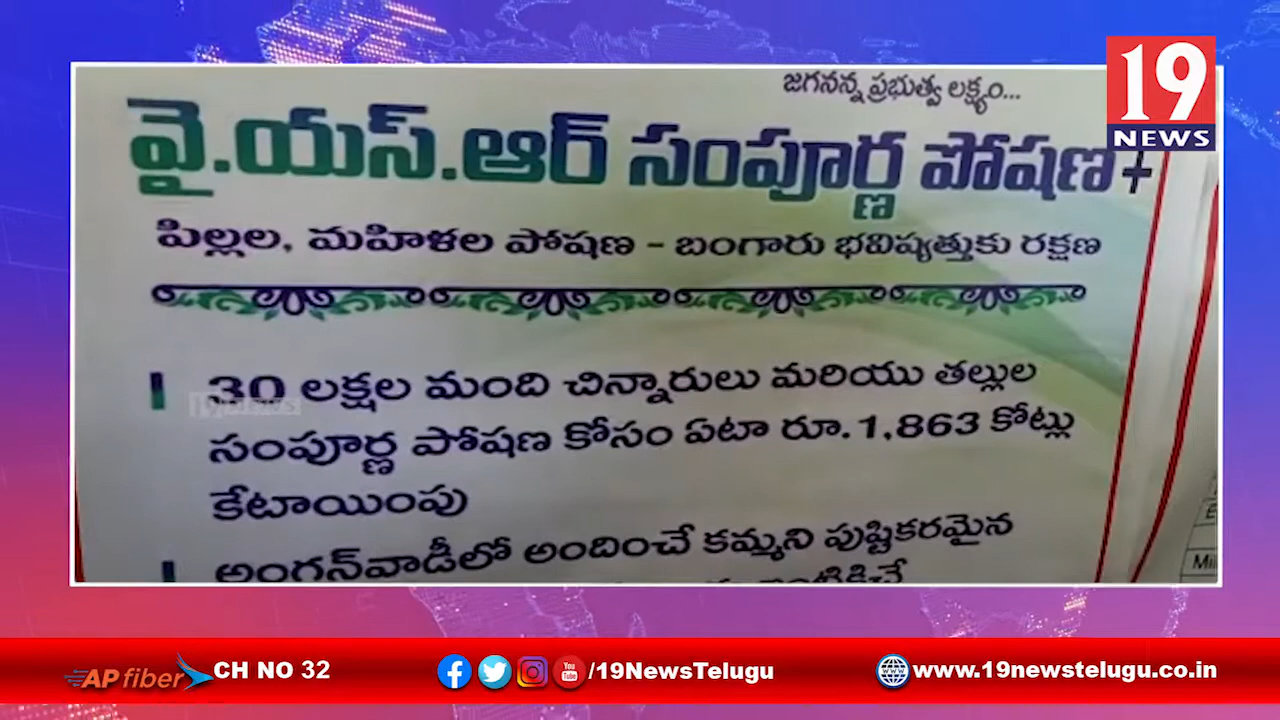 జగనన్న ప్రభుత్వ లక్ష్యం...
వై.యస్.ఆర్ సంపూర్ణ పోషణ+
పిల్లల, మహిళల పోషణ - బంగారు భవిష్యత్తుకు రక్షణ
30 లక్షల మంది చిన్నారులు మరియు తల్లుల
సంపూర్ణ పోషణ కోసం ఏటా రూ.1,863 కోట్లు
కేటాయింపు
అంగన్‌వాడీలో అందించే కమ్మని పుష్టికరమైన
19
NEWS
AP fiber CH NO 32
You Tube
/19NewsTelugu
www.19newstelugu.co.in